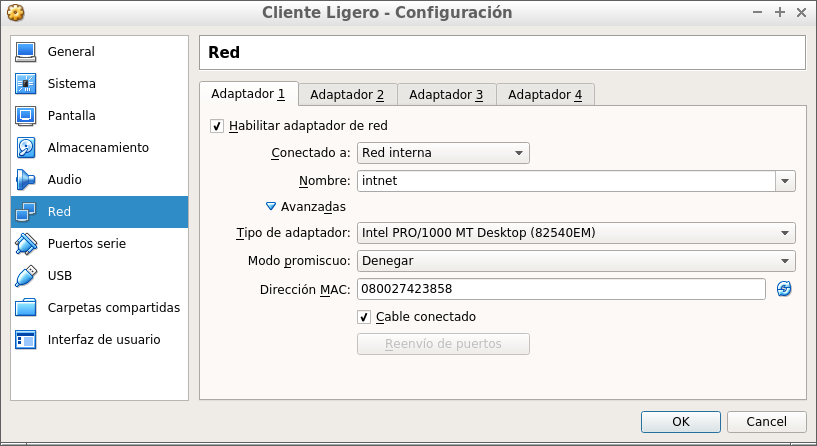 Cliente Ligero - Configuración
General
Sistema
Pantalla
Almacenamiento
Audio
Red
Puertos serie
USB
Carpetas compartidas
Interfaz de usuario
Red
Adaptador 1 Adaptador 2 Adaptador 3 Adaptador 4
Habilitar adaptador de red
Conectado a: Red interna
Nombre: intnet
Avanzadas
Tipo de adaptador: Intel PRO/1000 MT Desktop (82540EM)
Modo promiscuo: Denegar
Dirección MAC: 080027423858
Cable conectado
Reenvío de puertos
OK Cancel